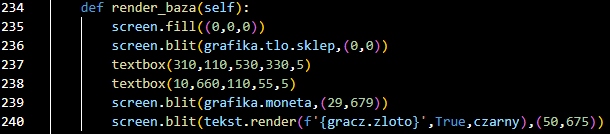 234 def render_baza(self):
235 screen.fill((0,0,0))
236 screen.blit(grafika.tlo.sklep,(0,0))
237 textbox(310,110,530,330,5)
238 textbox(10,660,110,55,5)
239 screen.blit(grafika.moneta,(29,679))
240 screen.blit(tekst.render(f'{gracz.zloto}',True,czarny),(50,675))